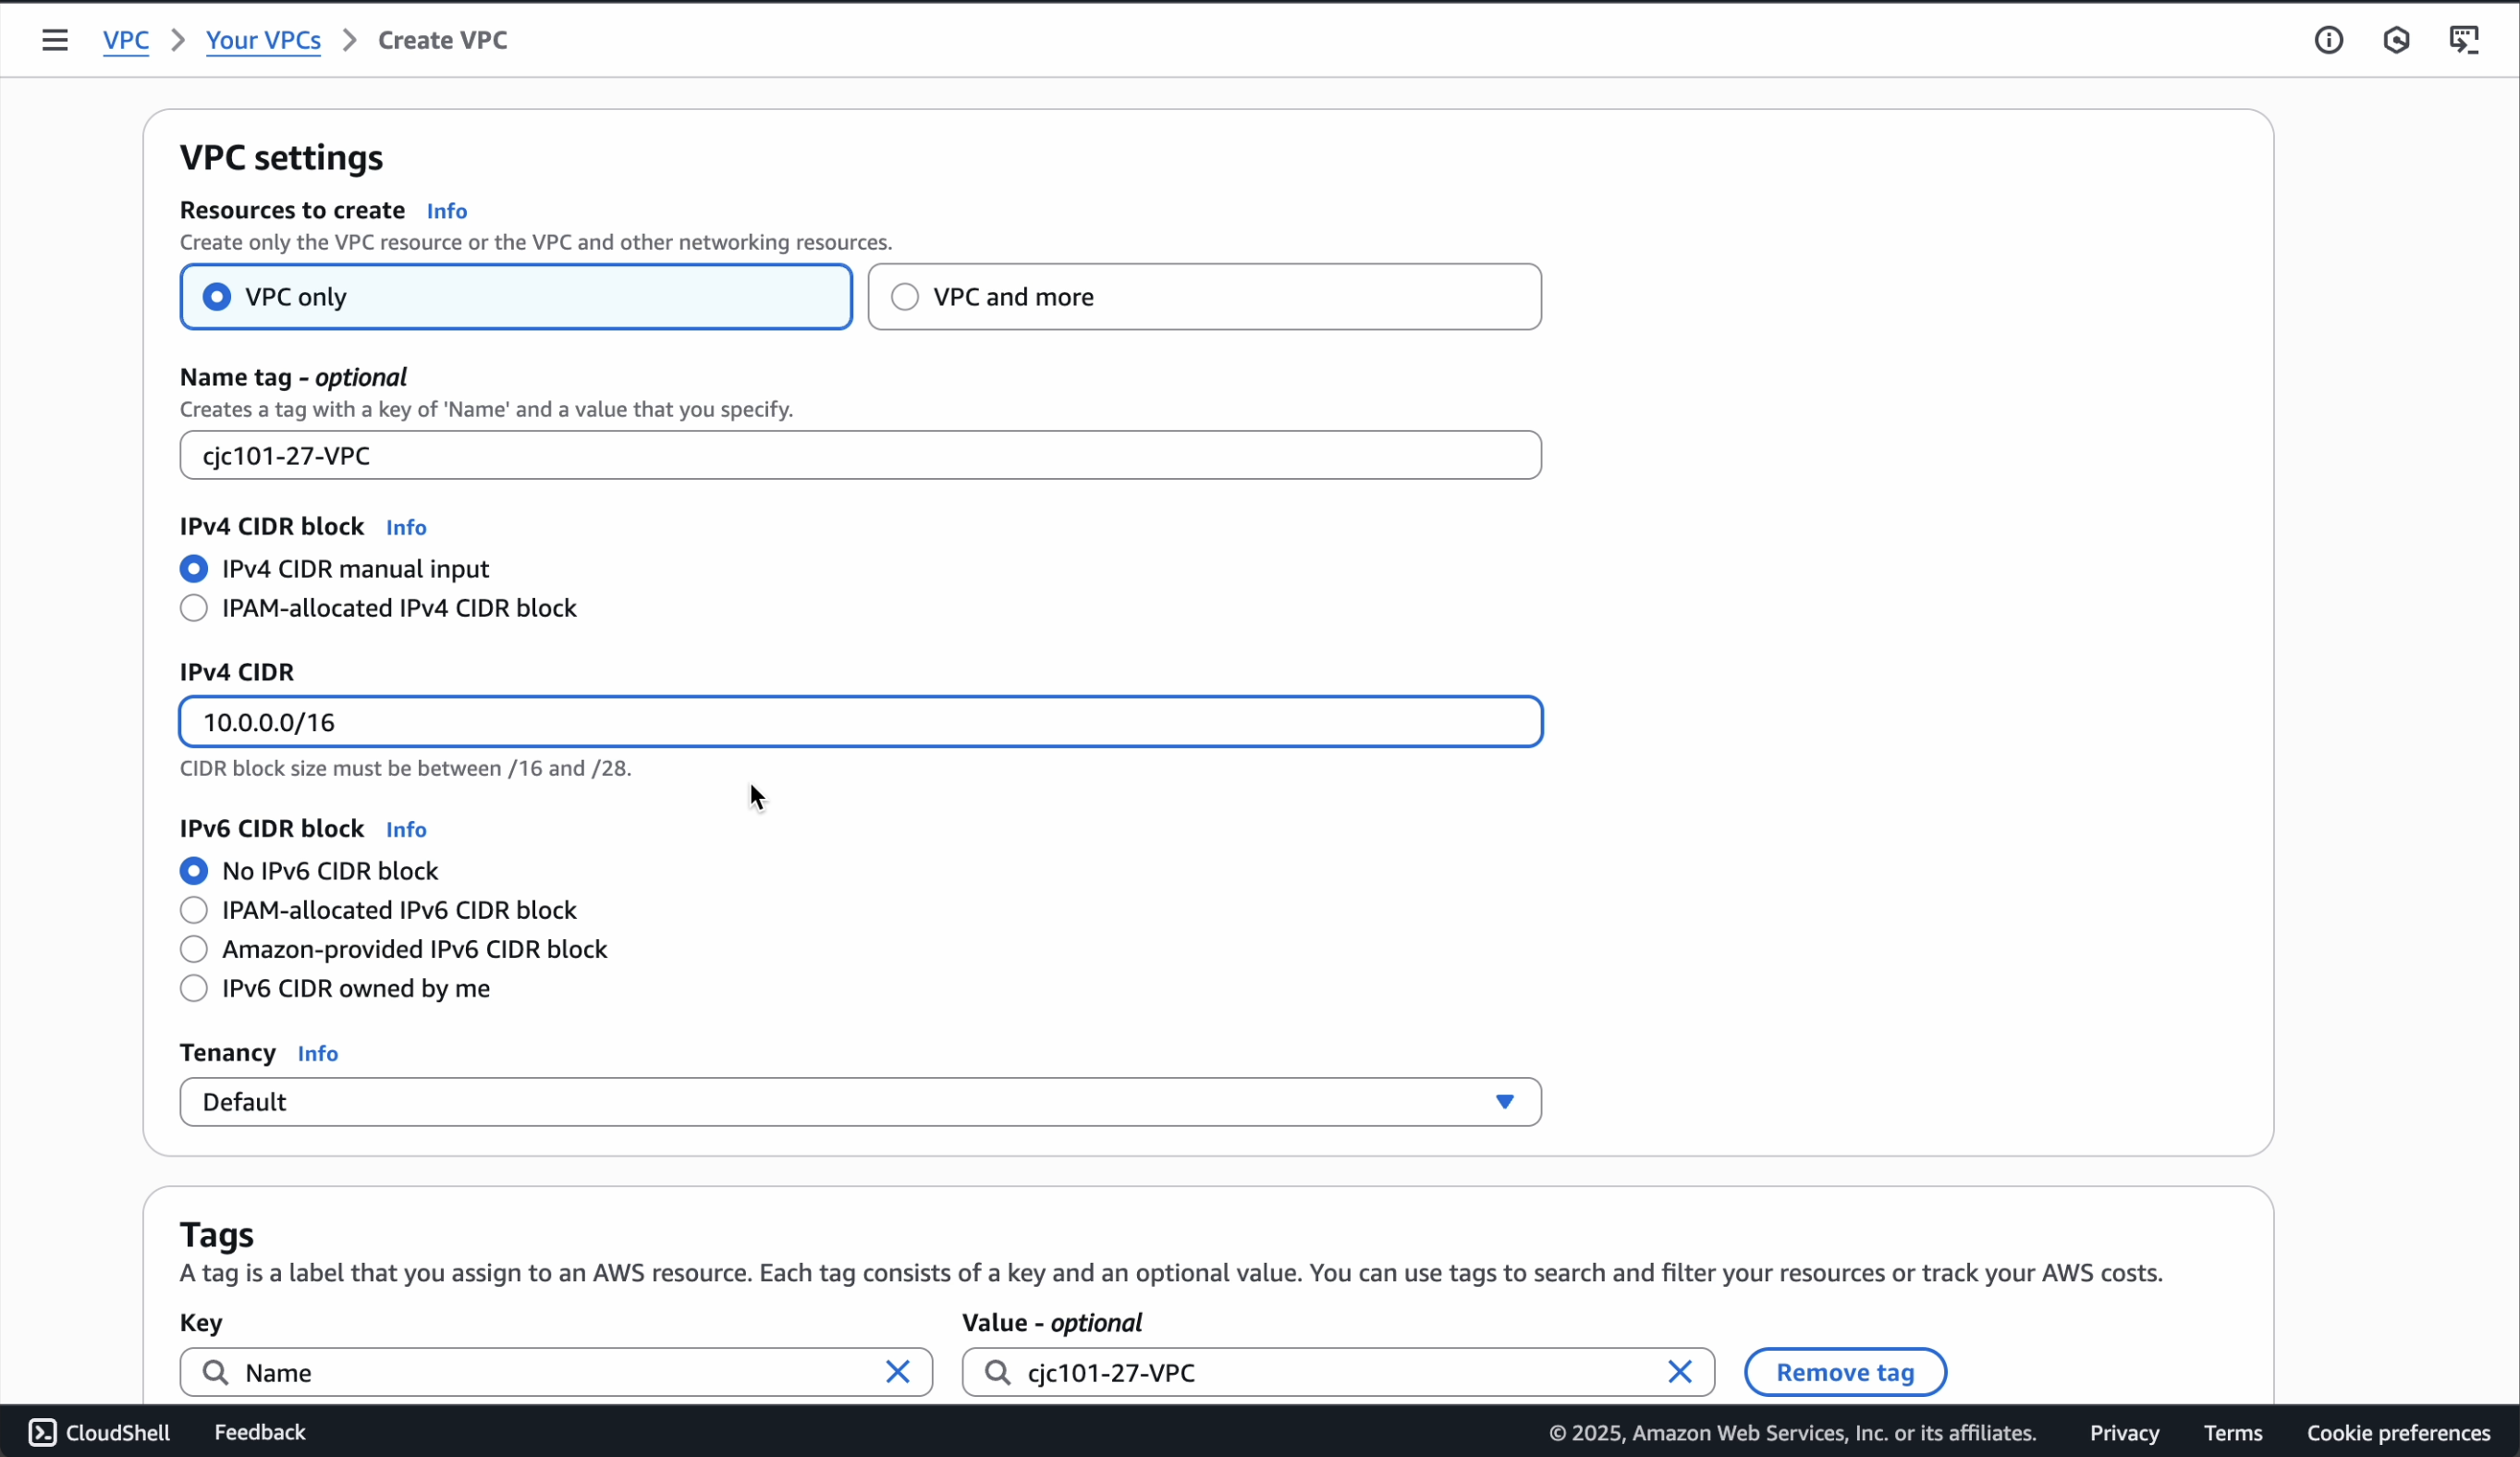 VPC > Your VPCs > Create VPC
VPC settings
Resources to create Info
Create only the VPC resource or the VPC and other networking resources.
VPC only VPC and more
Name tag - optional
Creates a tag with a key of 'Name' and a value that you specify.
cjc101-27-VPC
IPv4 CIDR block Info
IPv4 CIDR manual input
IPAM-allocated IPv4 CIDR block
IPv4 CIDR
10.0.0.0/16
CIDR block size must be between /16 and /28.
IPv6 CIDR block Info
No IPv6 CIDR block
IPAM-allocated IPv6 CIDR block
Amazon-provided IPv6 CIDR block
IPv6 CIDR owned by me
Tenancy Info
Default
Tags
A tag is a label that you assign to an AWS resource. Each tag consists of a key and an optional value. You can use tags to search and filter your resources or track your AWS costs.
Key Value - optional
Name cjc101-27-VPC Remove tag
CloudShell Feedback © 2025, Amazon Web Services, Inc. or its affiliates. Privacy Terms Cookie preferences